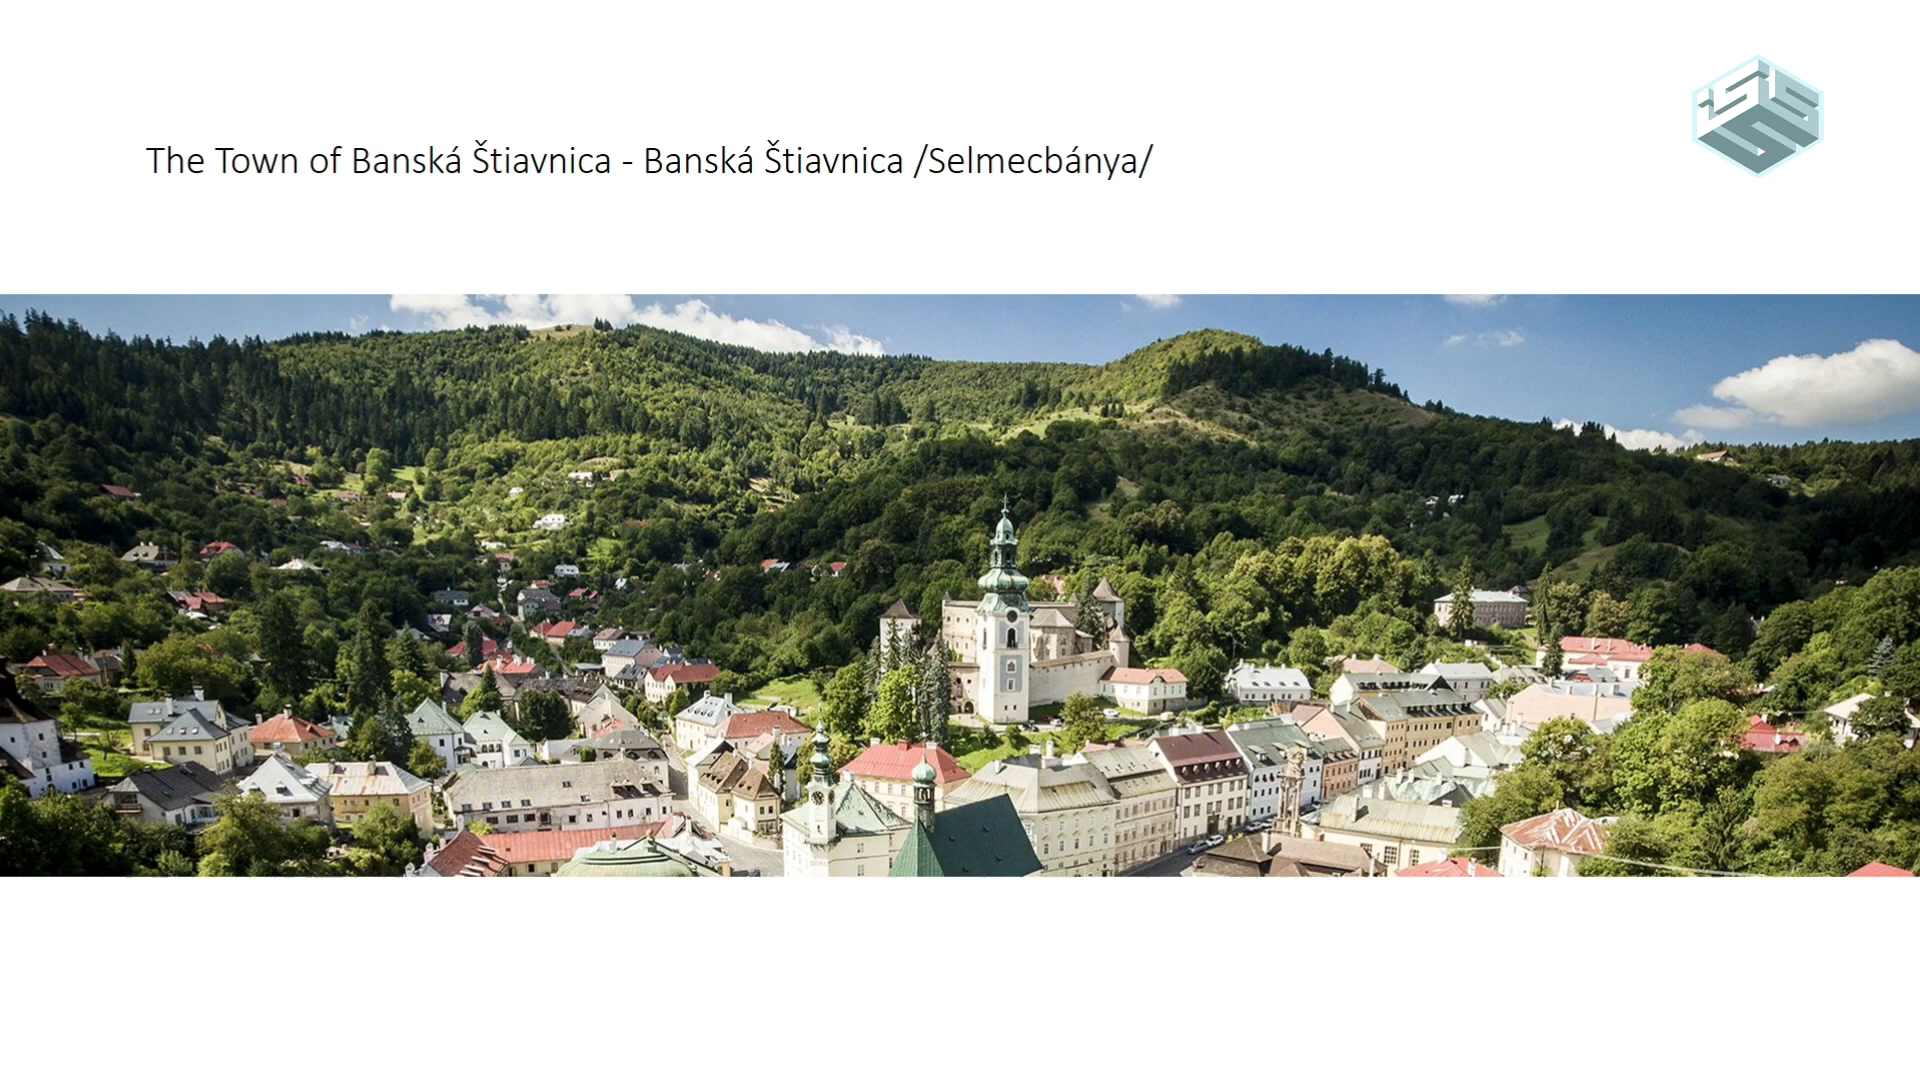 The Town of Banská Štiavnica - Banská Štiavnica /Selmecbánya/